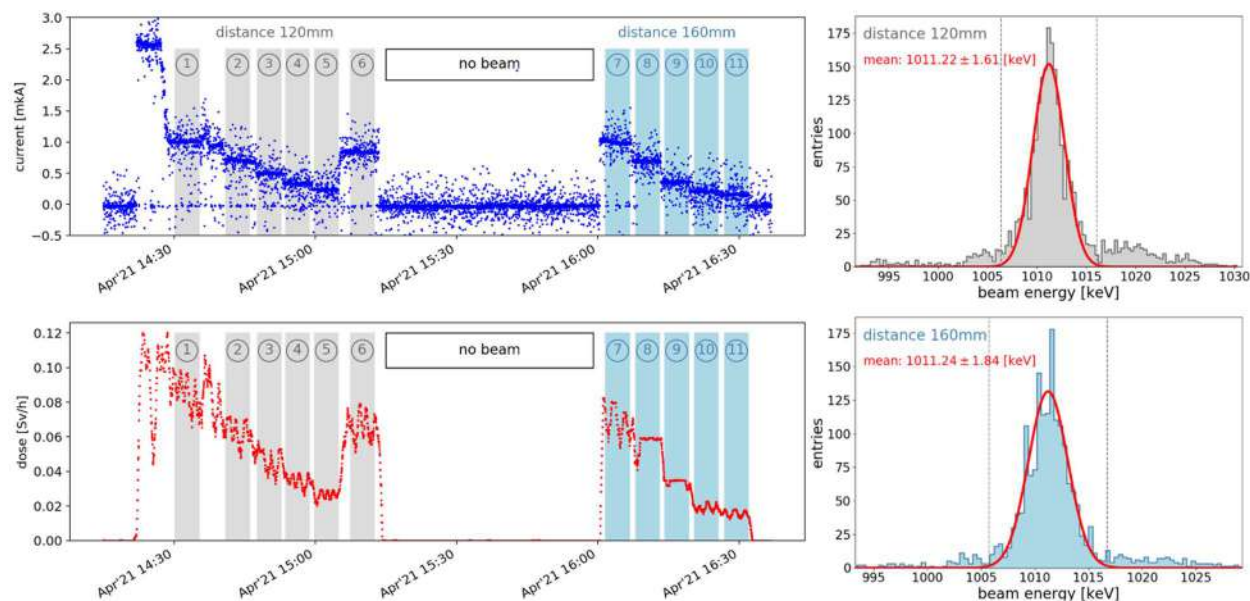 3.0
2.5
2.0
1.5
1.0
0.5
0.0
−0.5
current [mkA]
distance 120mm
1 2 3 4 5 6
no beam
distance 160mm
7 8 9 10 11
Apr'21 14:30
Apr'21 15:00
Apr'21 15:30
Apr'21 16:00
Apr'21 16:30
175
150
125
100
75
50
25
0
entries
distance 120mm
mean: 1011.22 ± 1.61 [keV]
995 1000 1005 1010 1015 1020 1025 1030
beam energy [keV]
0.12
0.10
0.08
0.06
0.04
0.02
0.00
dose [Sv/h]
1 2 3 4 5 6
no beam
7 8 9 10 11
Apr'21 14:30
Apr'21 15:00
Apr'21 15:30
Apr'21 16:00
Apr'21 16:30
175
150
125
100
75
50
25
0
entries
distance 160mm
mean: 1011.24 ± 1.84 [keV]
995 1000 1005 1010 1015 1020 1025
beam energy [keV]